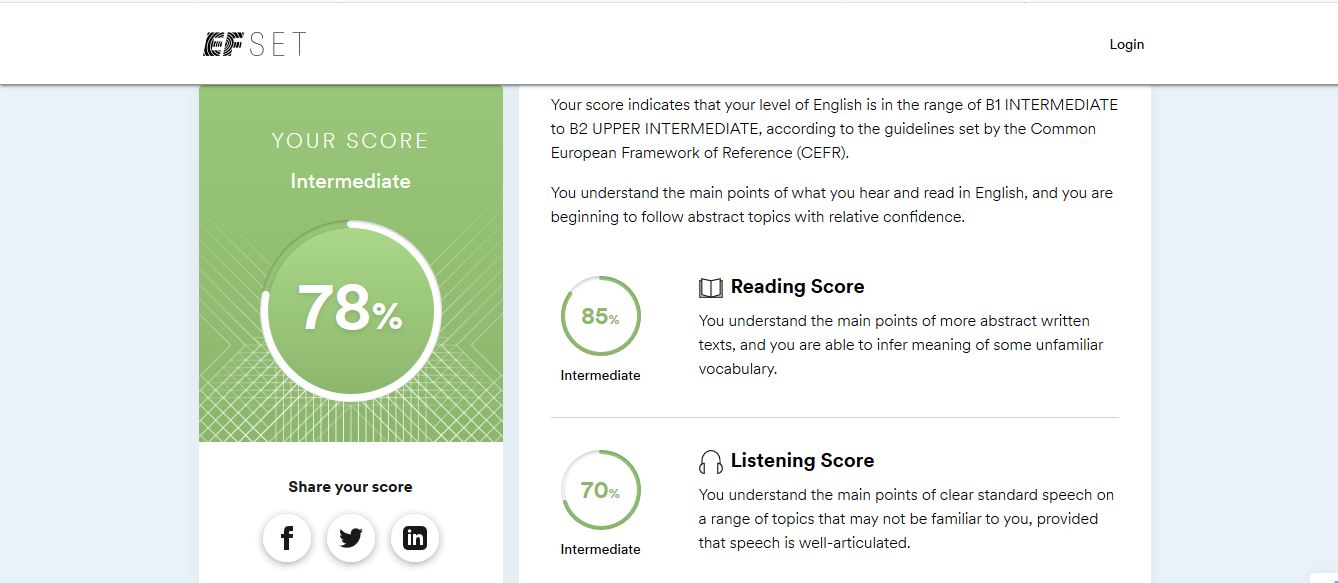 EF SET
Login
YOUR SCORE
Intermediate
78%
Share your score
Your score indicates that your level of English is in the range of B1 INTERMEDIATE
to B2 UPPER INTERMEDIATE, according to the guidelines set by the Common
European Framework of Reference (CEFR).
You understand the main points of what you hear and read in English, and you are
beginning to follow abstract topics with relative confidence.
85%
Intermediate
Reading Score
You understand the main points of more abstract written
texts, and you are able to infer meaning of some unfamiliar
vocabulary.
70%
Intermediate
Listening Score
You understand the main points of clear standard speech on
a range of topics that may not be familiar to you, provided
that speech is well-articulated.